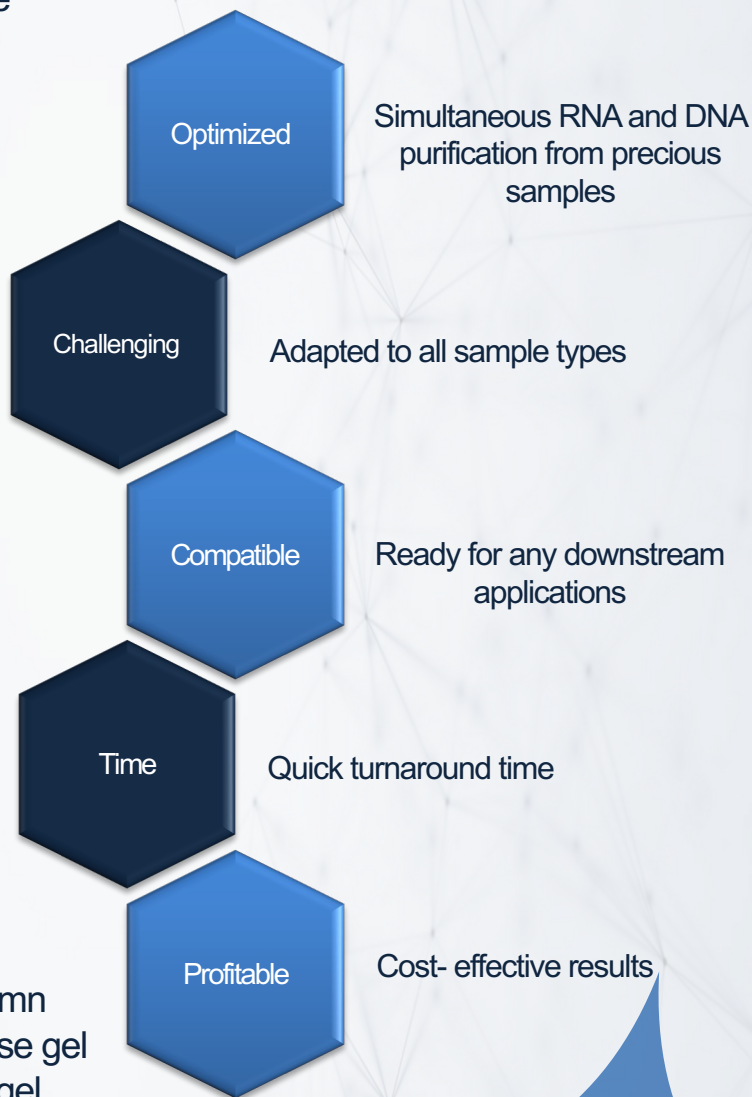 Optimized
Simultaneous RNA and DNA
purification from precious
samples
Challenging
Adapted to all sample types
Compatible
Ready for any downstream
applications
Time
Quick turnaround time
Profitable
Cost- effective results
gel